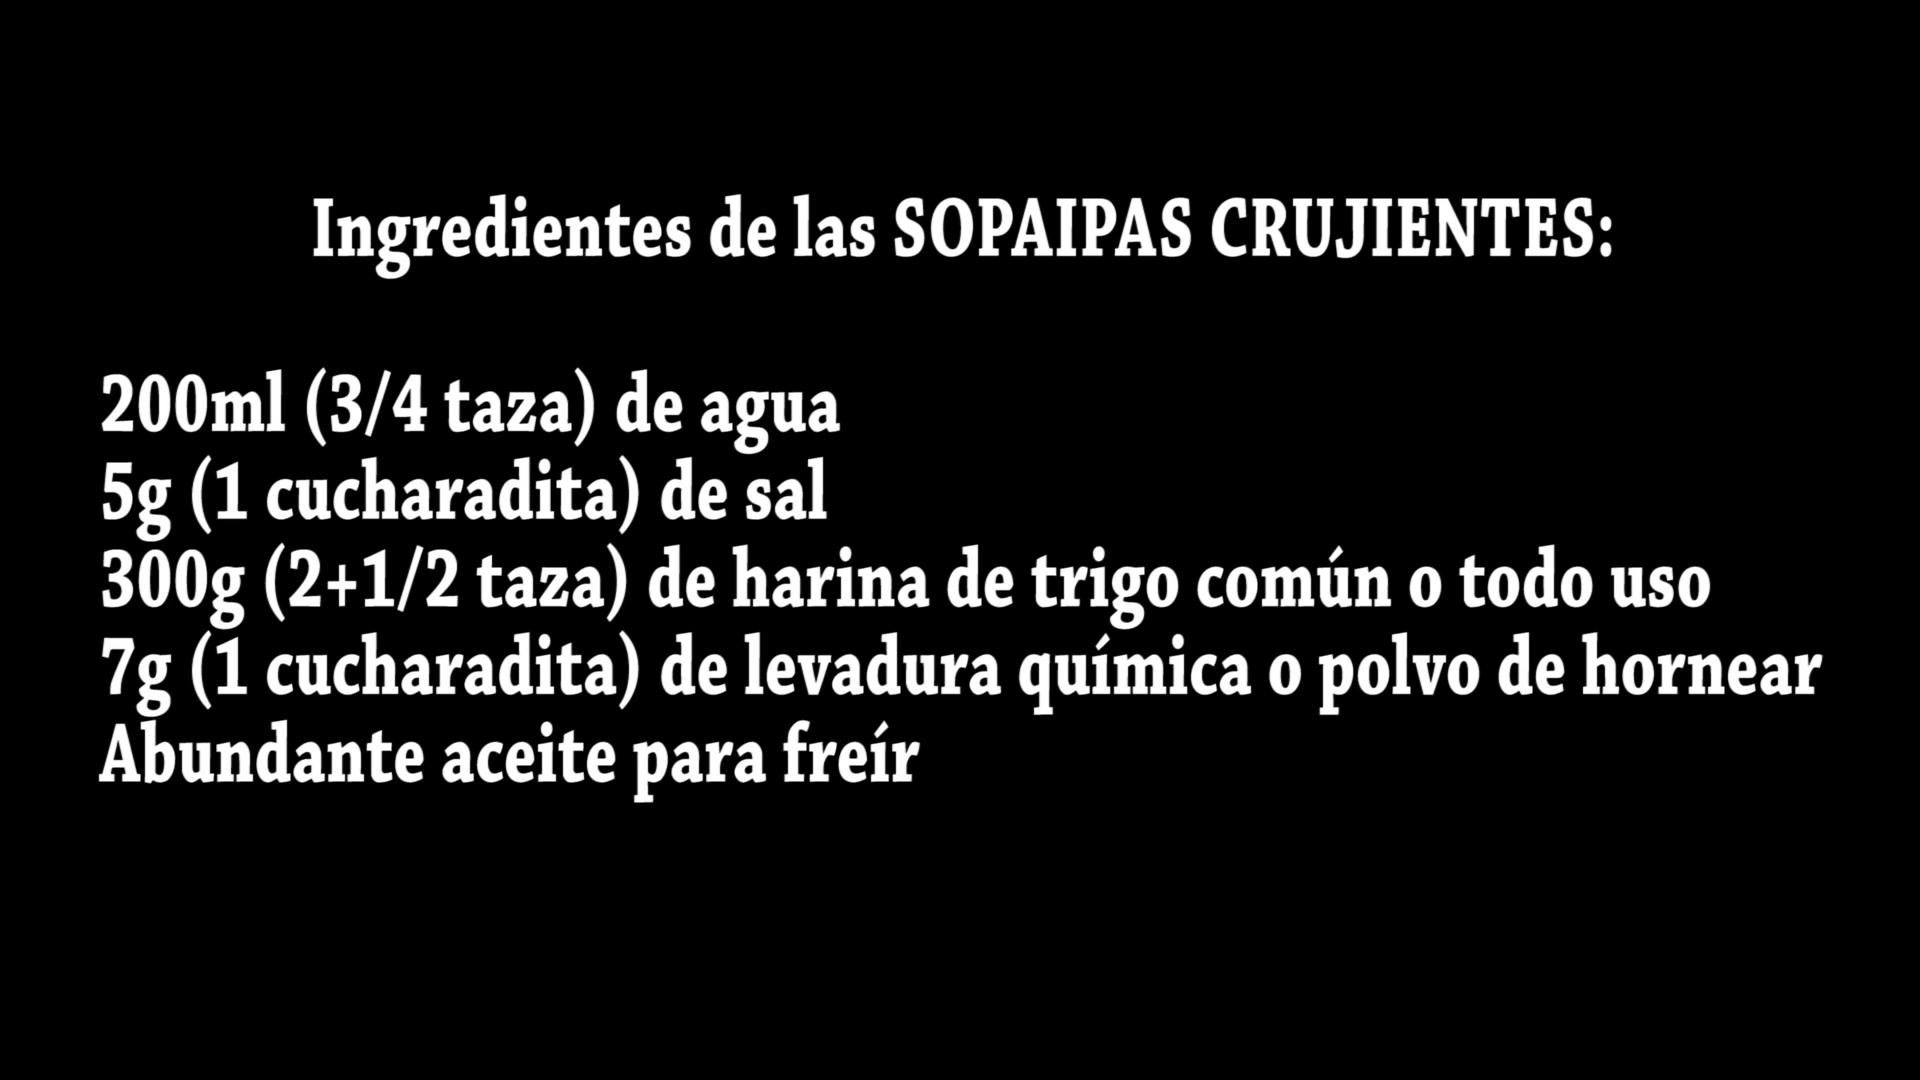 Ingredientes de las SOPAIPAS CRUJIENTES:
200ml (3/4 taza) de agua
5g (1 cucharadita) de sal
300g (2+1/2 taza) de harina de trigo común o todo uso
7g (1 cucharadita) de levadura química o polvo de hornear
Abundante aceite para freír